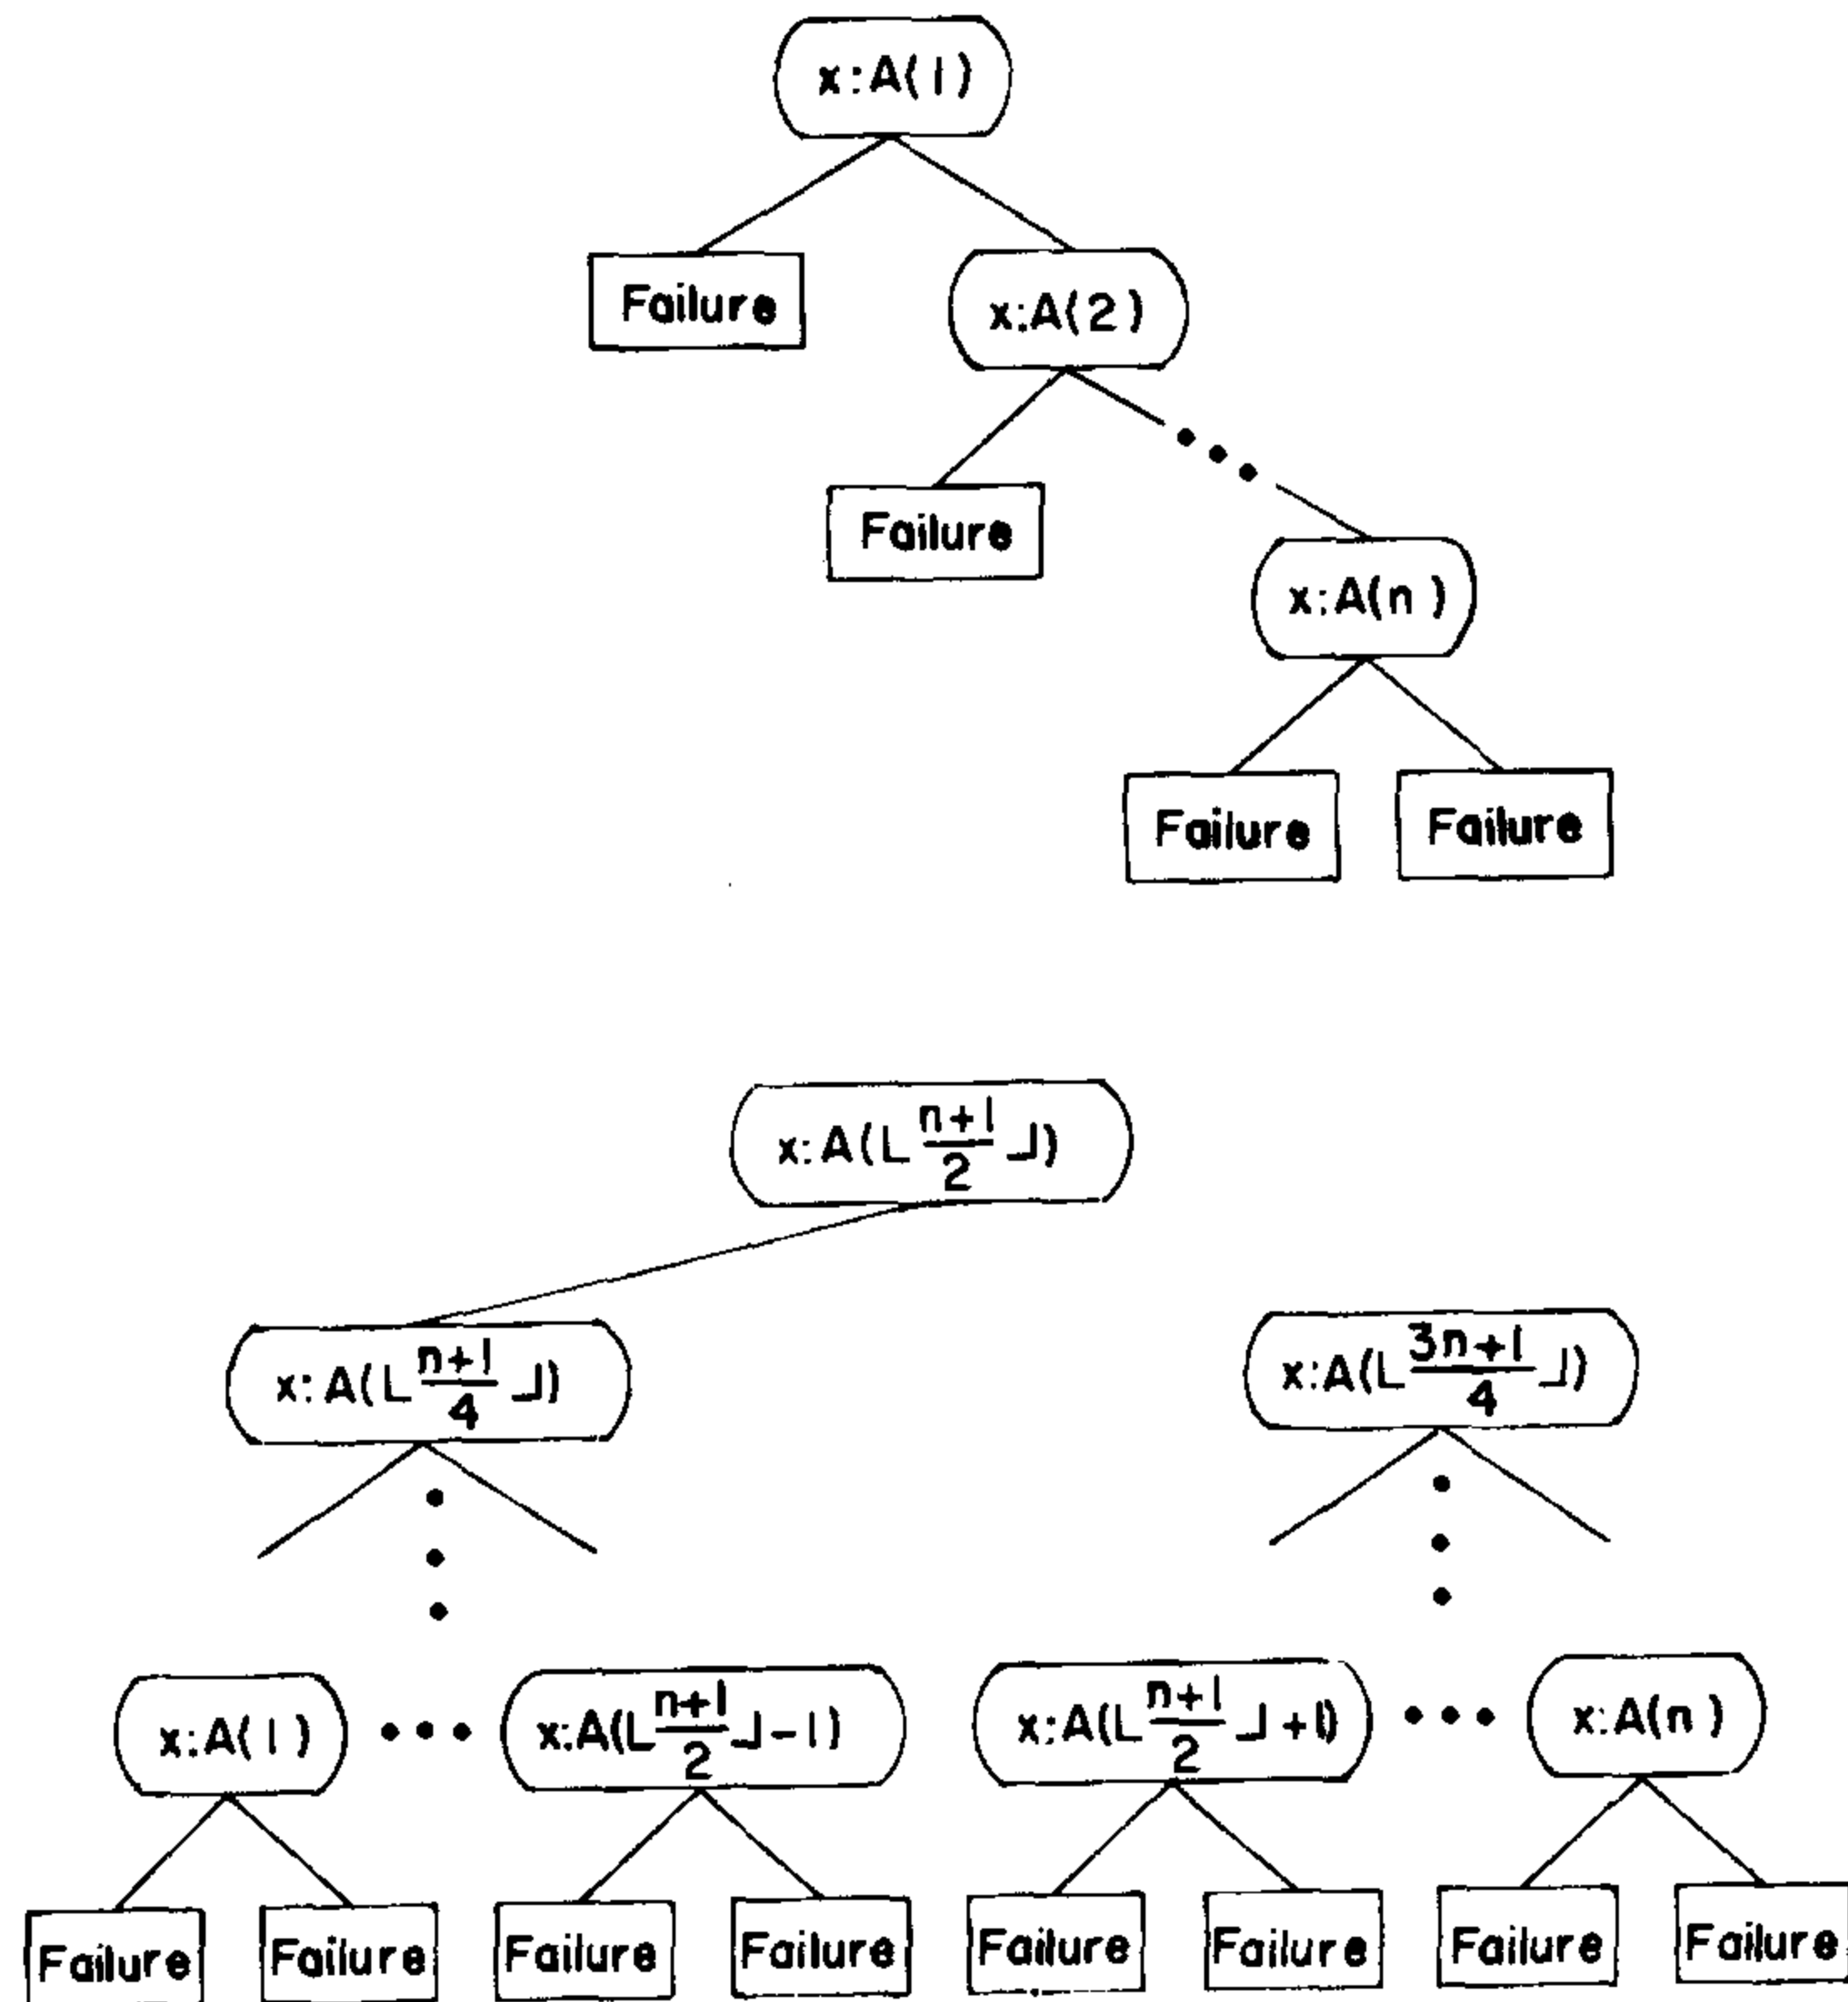 x:A(1)
Failure
x:A(2)
Failure
x:A(n)
Failure Failure
x:A(⌊(n+1)/2⌋)
x:A(⌊(n+1)/4⌋) x:A(⌊(3n+1)/4⌋)
x:A(1) ••• x:A(⌊(n+1)/2⌋-1) x:A(⌊(n+1)/2⌋+1) ••• x:A(n)
Failure Failure Failure Failure Failure Failure Failure Failure